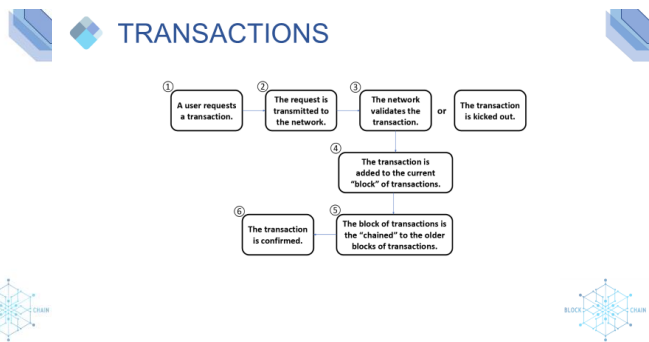 TRANSACTIONS
①
A user requests
a transaction.
②
The request is
transmitted to
the network.
③
The network
validates the
transaction.
or
The transaction
is kicked out.
④
The transaction is
added to the current
“block” of transactions.
⑤
The block of transactions is
the “chained” to the older
blocks of transactions.
⑥
The transaction
is confirmed.
CHAIN
BLOCK
CHAIN